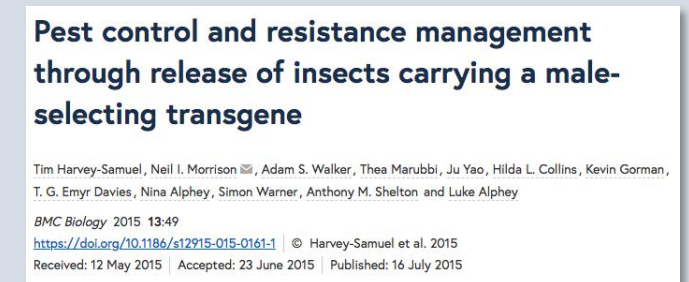 Pest control and resistance management
through release of insects carrying a male-
selecting transgene
Tim Harvey-Samuel, Neil I. Morrison, Adam S. Walker, Thea Marubbi, Ju Yao, Hilda L. Collins, Kevin Gorman,
T. G. Emyr Davies, Nina Alphey, Simon Warner, Anthony M. Shelton and Luke Alphey
BMC Biology 2015 13:49
https://doi.org/10.1186/s12915-015-0161-1 | © Harvey-Samuel et al. 2015
Received: 12 May 2015 | Accepted: 23 June 2015 | Published: 16 July 2015